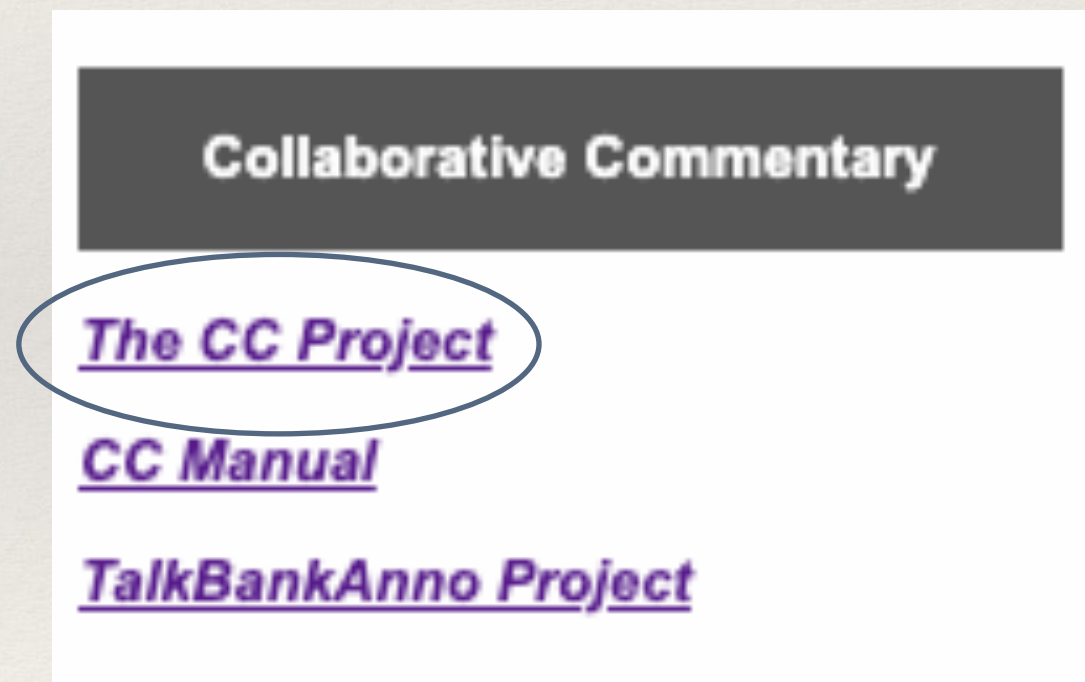 Collaborative Commentary
The CC Project
CC Manual
TalkBankAnno Project